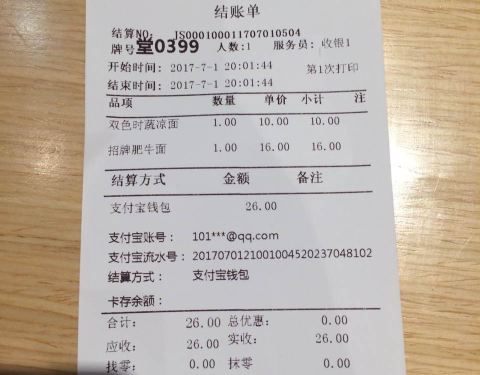 结账单
结算NO: JS0001000117070 10504
牌号 堂0399 人数:1 服务员: 收银1
开始时间: 2017-7-1 20:01:44 第1次打印
结束时间: 2017-7-1 20:01:44
品项 数量 单价 小计 注
双色时蔬凉面 1.00 10.00 10.00
招牌肥牛面 1.00 16.00 16.00
结算方式 金额 备注
支付宝钱包 26.00
支付宝账号: 101***@qq.com
支付宝流水号: 2017070121001004520237048102
结算方式: 支付宝钱包
卡存余额:
合计: 26.00 总优惠: 0.00
应收: 26.00 实收: 26.00
找零: 0.00 抹零: 0.00